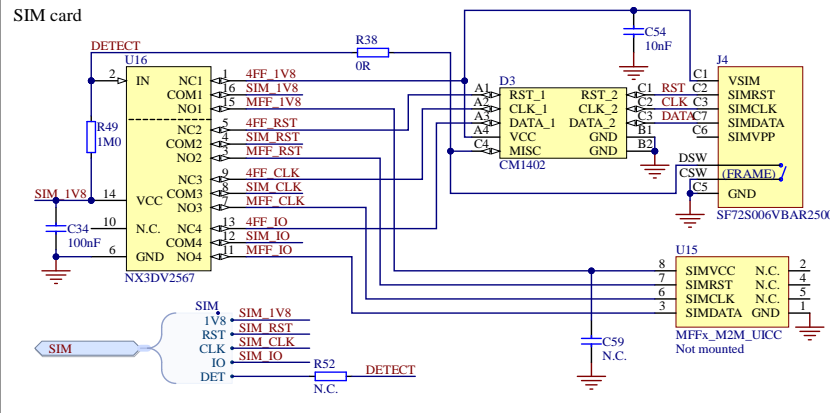 SIM card
DETECT
U16
2 IN
NC1 1 4FF_1V8
COM1 16 SIM_1V8
NO1 15 MFF_1V8
NC2 5 4FF_RST
COM2 4 SIM_RST
NO2 3 MFF_RST
NC3 9 4FF_CLK
COM3 8 SIM_CLK
NO3 7 MFF_CLK
NC4 13 4FF_IO
COM4 12 SIM_IO
NO4 11 MFF_IO
14 VCC
10 N.C.
6 GND
NX3DV2567
R49
1M0
SIM_1V8
C34
100nF
R38
0R
D3
A1 RST_1 RST_2 C1 RST
A2 CLK_1 CLK_2 C2 CLK
A3 DATA_1 DATA_2 C3 DATA
A4 VCC GND B1
C4 MISC GND B2
CM1402
C54
10nF
J4
C1 VSIM
C2 SIMRST
C3 SIMCLK
C7 SIMDATA
C6 SIMVPP
DSW
CSW (FRAME)
C5 GND
SF72S006VBAR2500
U15
8 SIMVCC N.C. 2
7 SIMRST N.C. 4
6 SIMCLK N.C. 5
3 SIMDATA GND 1
MFFx_M2M_UICC
Not mounted
C59
N.C.
SIM
SIM
1V8 SIM_1V8
RST SIM_RST
CLK SIM_CLK
IO SIM_IO
DET R52 DETECT
N.C.